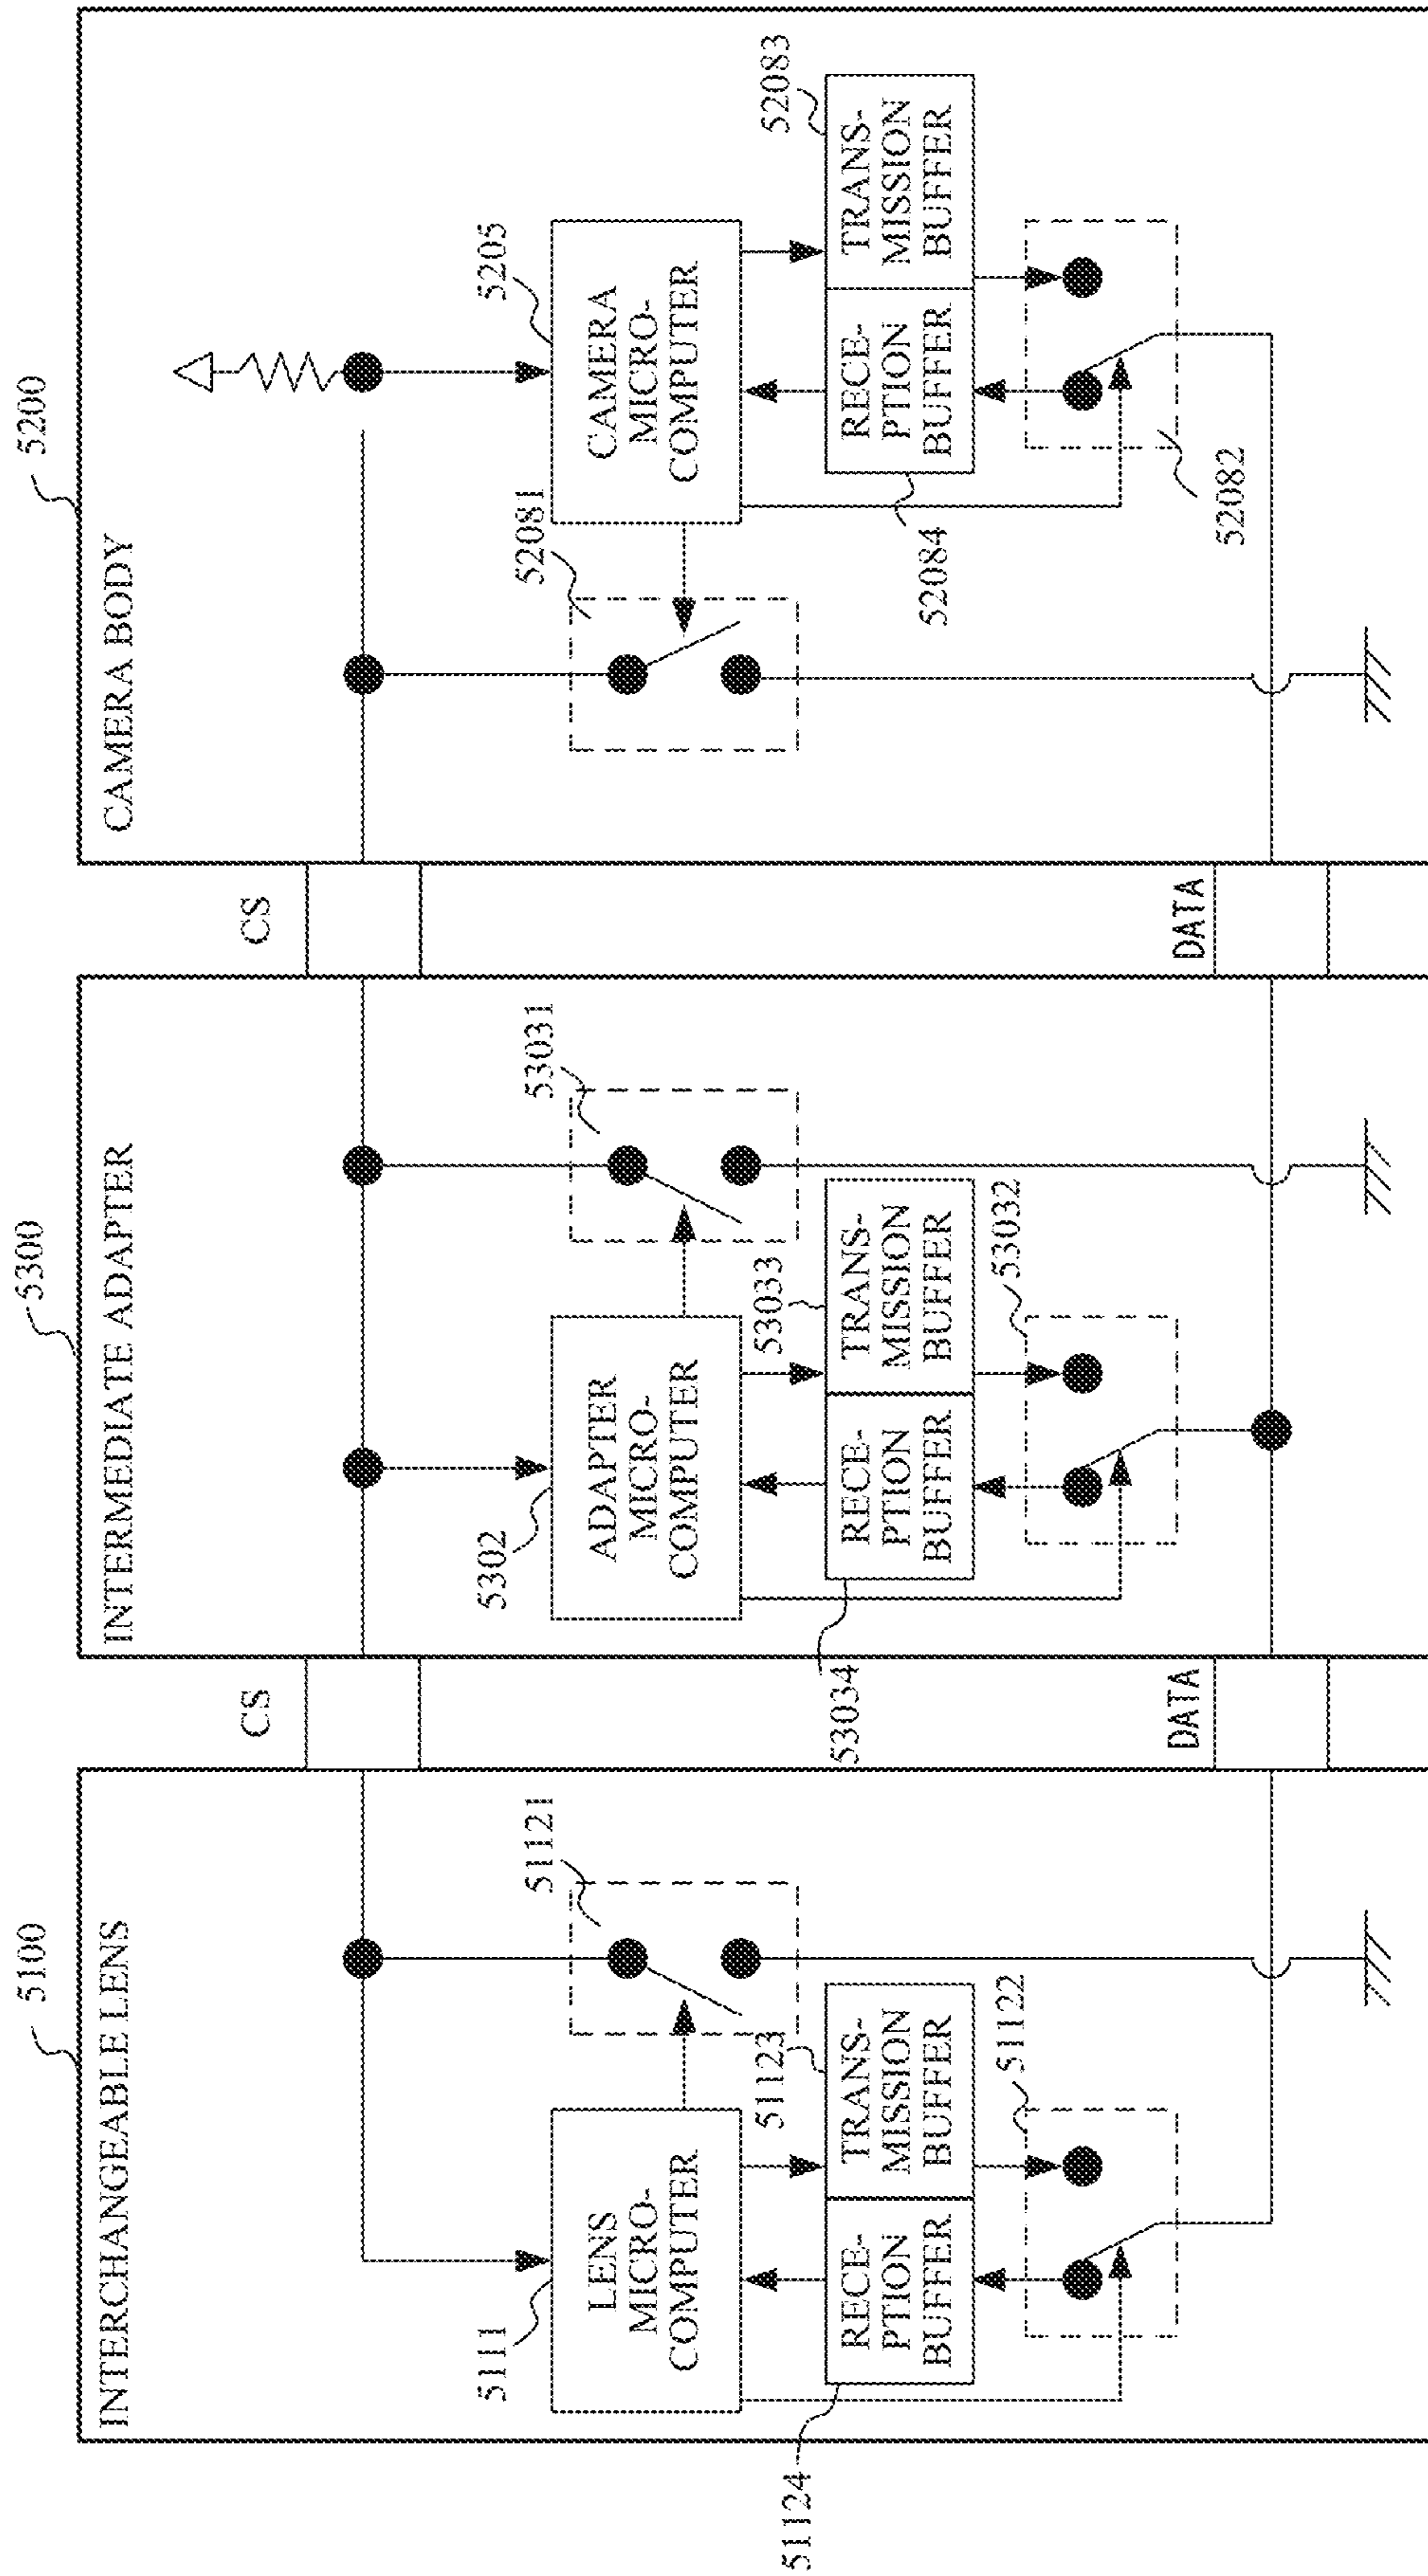 5100
INTERCHANGEABLE LENS
5111
LENS
MICRO-
COMPUTER
51121
51123
51124
RECE-
PTION
BUFFER
TRANS-
MISSION
BUFFER
51122
CS
DATA
5300
INTERMEDIATE ADAPTER
5302
ADAPTER
MICRO-
COMPUTER
53031
53033
53034
RECE-
PTION
BUFFER
TRANS-
MISSION
BUFFER
53032
CS
DATA
5200
CAMERA BODY
52081
5205
CAMERA
MICRO-
COMPUTER
52083
52084
RECE-
PTION
BUFFER
TRANS-
MISSION
BUFFER
52082